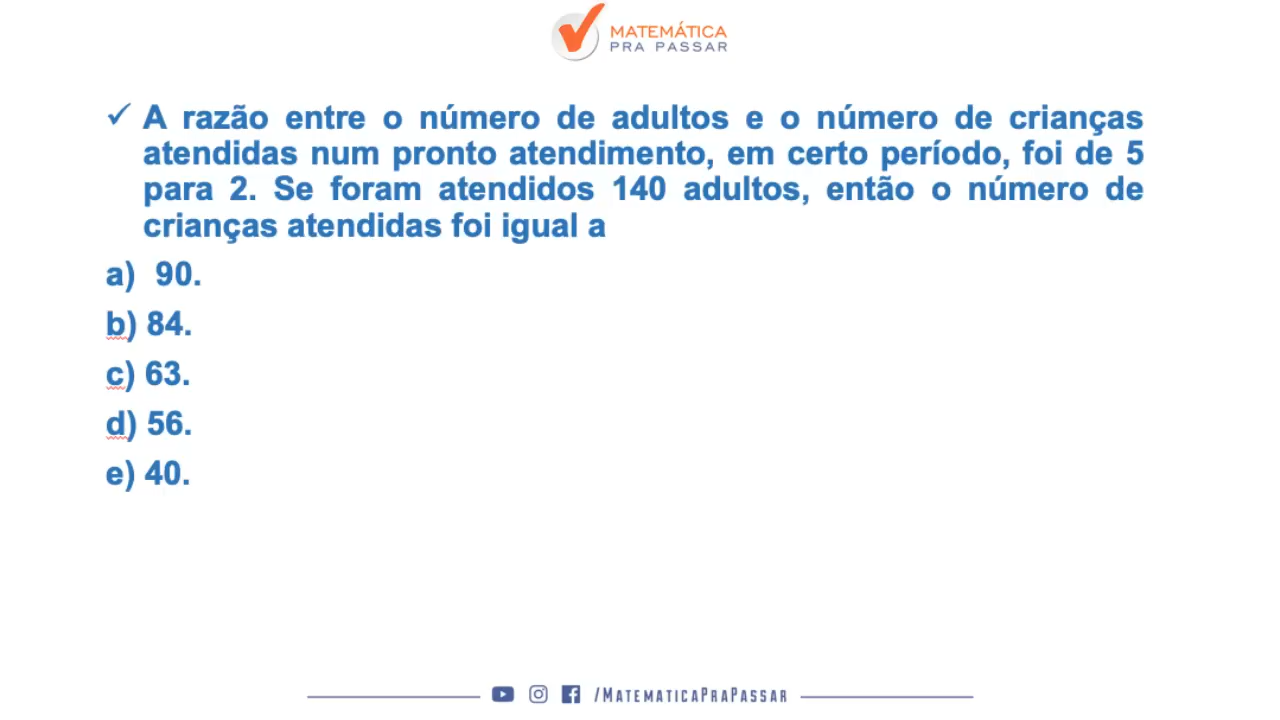 MATEMÁTICA
PRA PASSAR
✓ A razão entre o número de adultos e o número de crianças
atendidas num pronto atendimento, em certo período, foi de 5
para 2. Se foram atendidos 140 adultos, então o número de
crianças atendidas foi igual a
a) 90.
b) 84.
c) 63.
d) 56.
e) 40.
/MATEMATICAPRAPASSAR